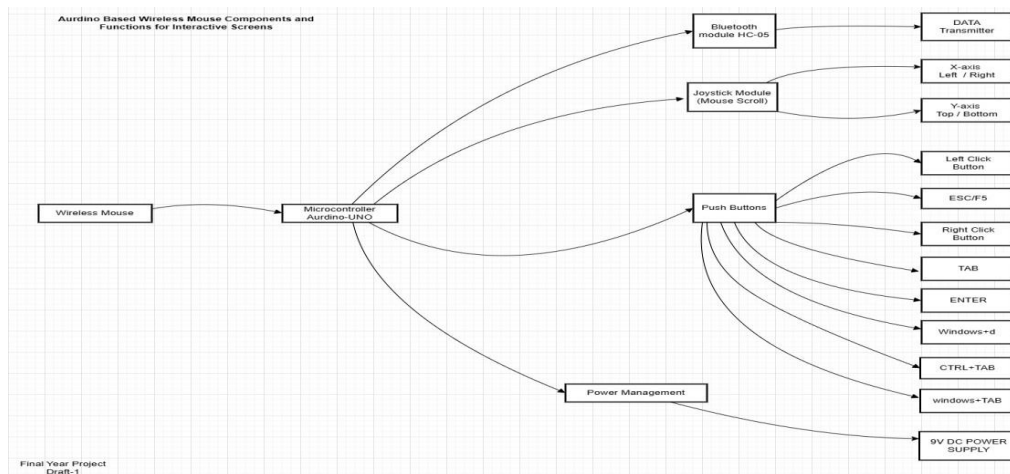 Aurdino Based Wireless Mouse Components and
Functions for Interactive Screens
Bluetooth
module HC-05
DATA
Transmitter
Joystick Module
(Mouse Scroll)
X-axis
Left / Right
Y-axis
Top / Bottom
Wireless Mouse
Microcontroller
Aurdino-UNO
Push Buttons
Left Click
Button
ESC/F5
Right Click
Button
TAB
ENTER
Windows+d
CTRL+TAB
windows+TAB
Power Management
9V DC POWER
SUPPLY
Final Year Project
Draft-1